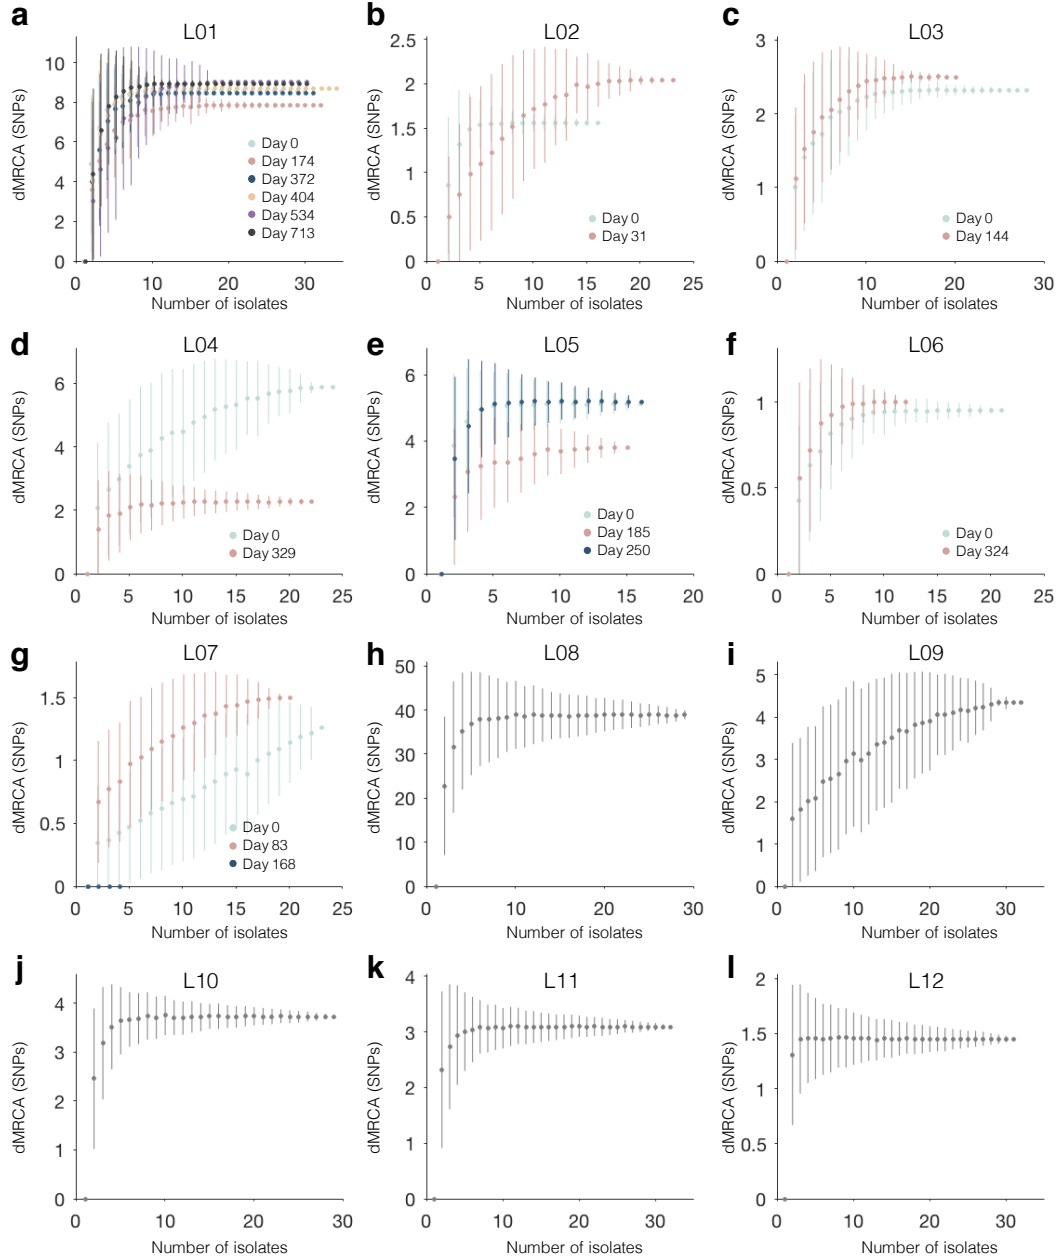 a
L01
dMRCA (SNPs)
10
8
6
4
2
0
Day 0
Day 174
Day 372
Day 404
Day 534
Day 713
0 10 20 30
Number of isolates
b
L02
dMRCA (SNPs)
2.5
2
1.5
1
0.5
0
Day 0
Day 31
0 5 10 15 20 25
Number of isolates
c
L03
dMRCA (SNPs)
3
2
1
0
Day 0
Day 144
0 10 20 30
Number of isolates
d
L04
dMRCA (SNPs)
6
4
2
0
Day 0
Day 329
0 5 10 15 20 25
Number of isolates
e
L05
dMRCA (SNPs)
6
4
2
0
Day 0
Day 185
Day 250
0 5 10 15 20
Number of isolates
f
L06
dMRCA (SNPs)
1
0.5
0
Day 0
Day 324
0 5 10 15 20 25
Number of isolates
g
L07
dMRCA (SNPs)
1.5
1
0.5
0
Day 0
Day 83
Day 168
0 5 10 15 20 25
Number of isolates
h
L08
dMRCA (SNPs)
50
40
30
20
10
0
0 10 20 30
Number of isolates
i
L09
dMRCA (SNPs)
5
4
3
2
1
0
0 10 20 30
Number of isolates
j
L10
dMRCA (SNPs)
4
3
2
1
0
0 10 20 30
Number of isolates
k
L11
dMRCA (SNPs)
4
3
2
1
0
0 10 20 30
Number of isolates
l
L12
dMRCA (SNPs)
2
1.5
1
0.5
0
0 10 20 30
Number of isolates